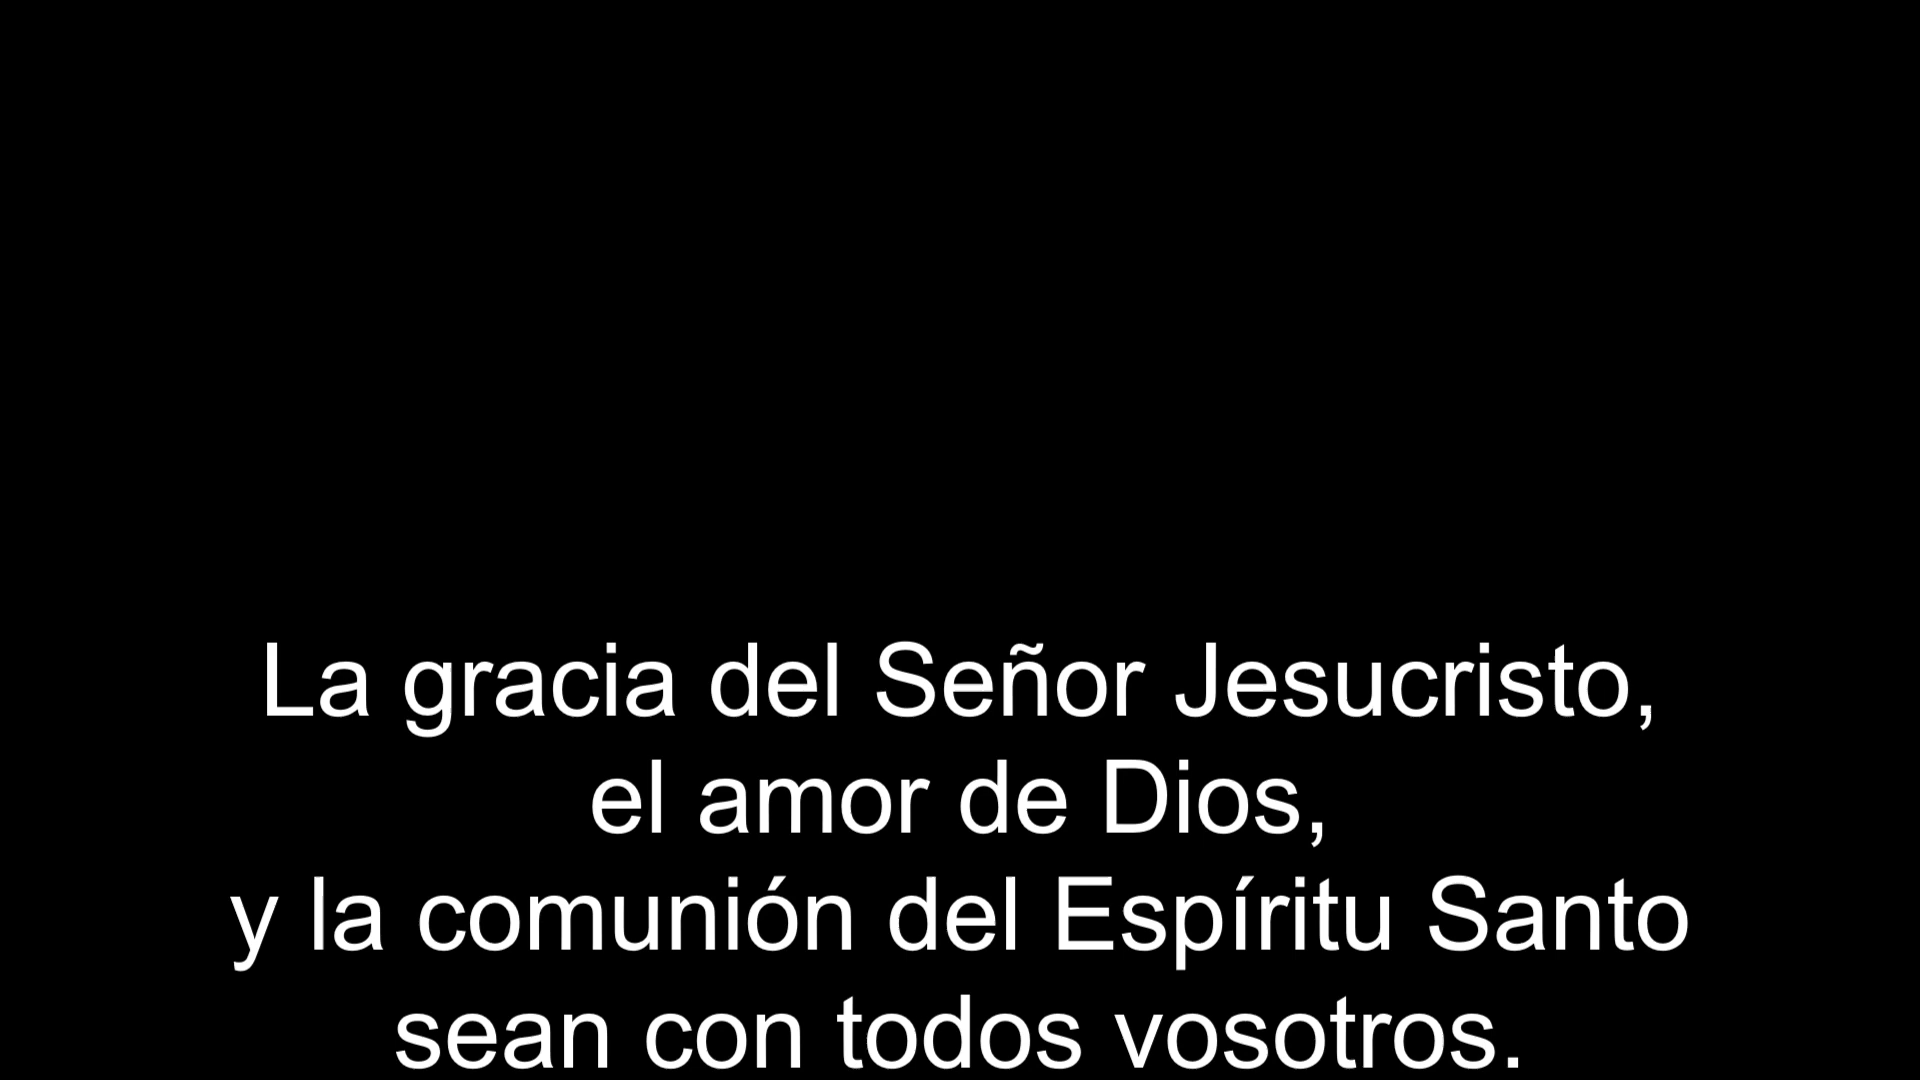 La gracia del Señor Jesucristo,
el amor de Dios,
y la comunión del Espíritu Santo
sean con todos vosotros.